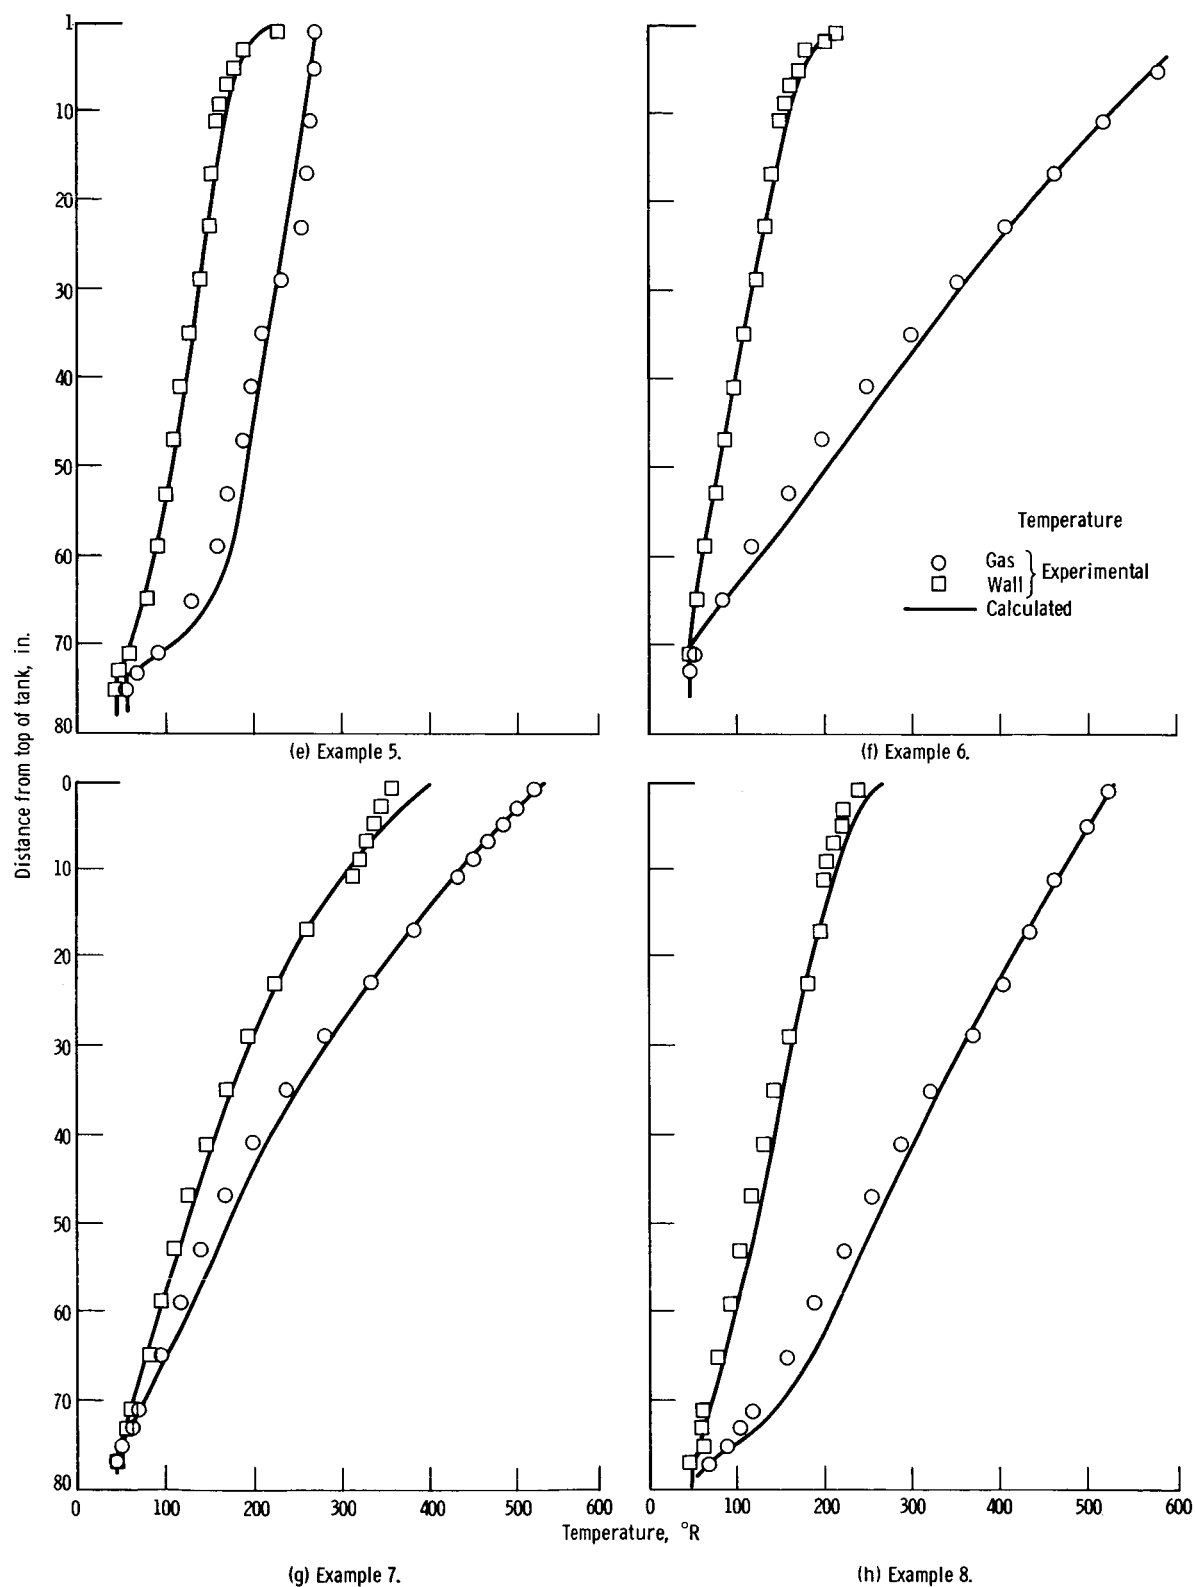 1
10
20
30
40
50
60
70
80
Temperature
Gas
Wall
Experimental
Calculated
(e) Example 5.
(f) Example 6.
Distance from top of tank, in.
0
10
20
30
40
50
60
70
80
0 100 200 300 400 500 600
0 100 200 300 400 500 600
Temperature, °R
(g) Example 7.
(h) Example 8.